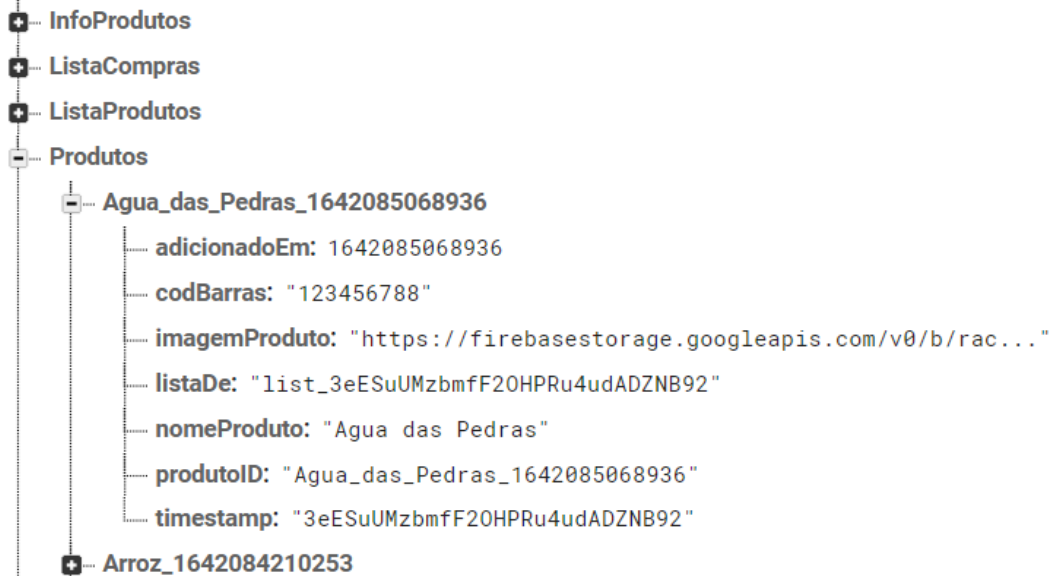 InfoProdutos
ListaCompras
ListaProdutos
Produtos
Agua_das_Pedras_1642085068936
adicionadoEm: 1642085068936
codBarras: "123456788"
imagemProduto: "https://firebasestorage.googleapis.com/v0/b/rac..."
listaDe: "list_3eESuUMzbmfF2OHPRu4udADZNB92"
nomeProduto: "Agua das Pedras"
produtoID: "Agua_das_Pedras_1642085068936"
timestamp: "3eESuUMzbmfF2OHPRu4udADZNB92"
Arroz_1642084210253